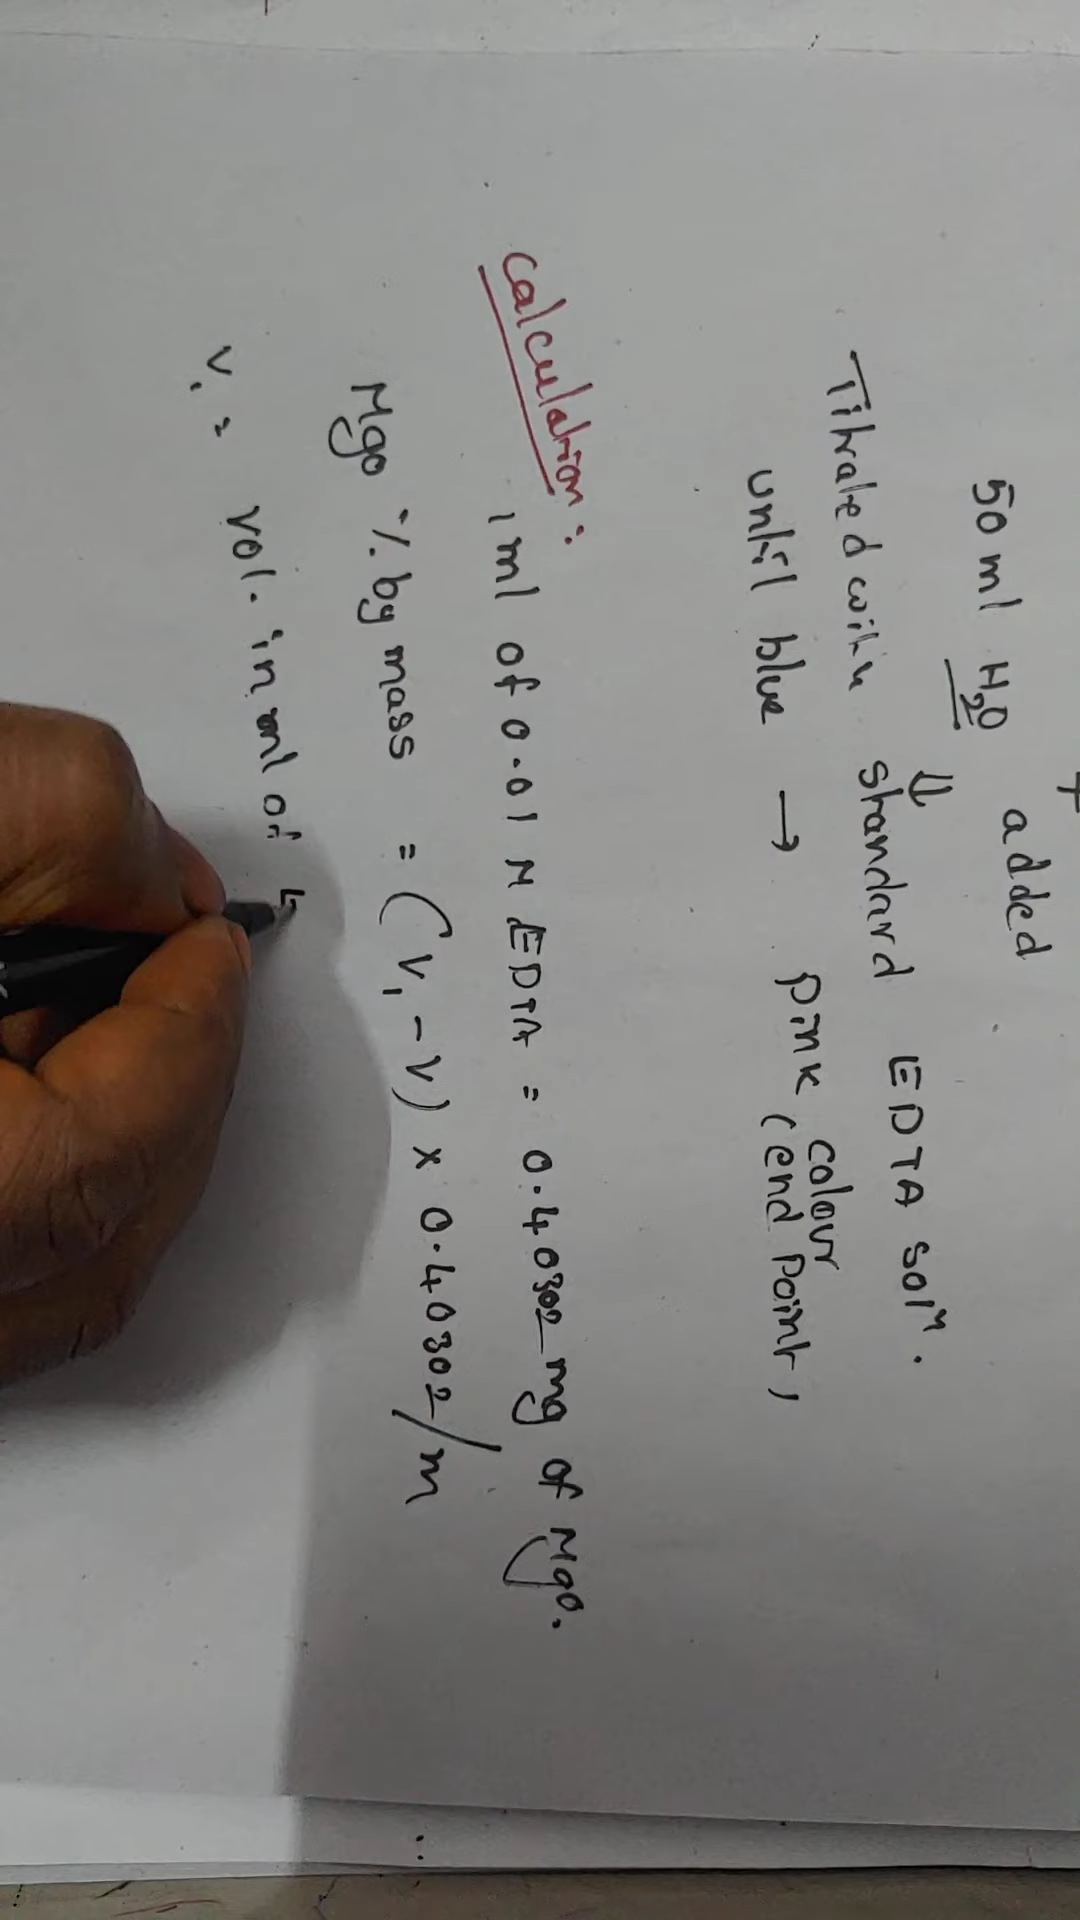 +
50 ml H2O added
⇓
Titrated with standard EDTA solⁿ.
until blue → pink colour
(end point)
Calculation:
1 ml of 0.01 M EDTA = 0.40302 mg of Mgo.
Mgo % by mass = (V1 - V) x 0.40302/m
V1 = Vol. in ml of